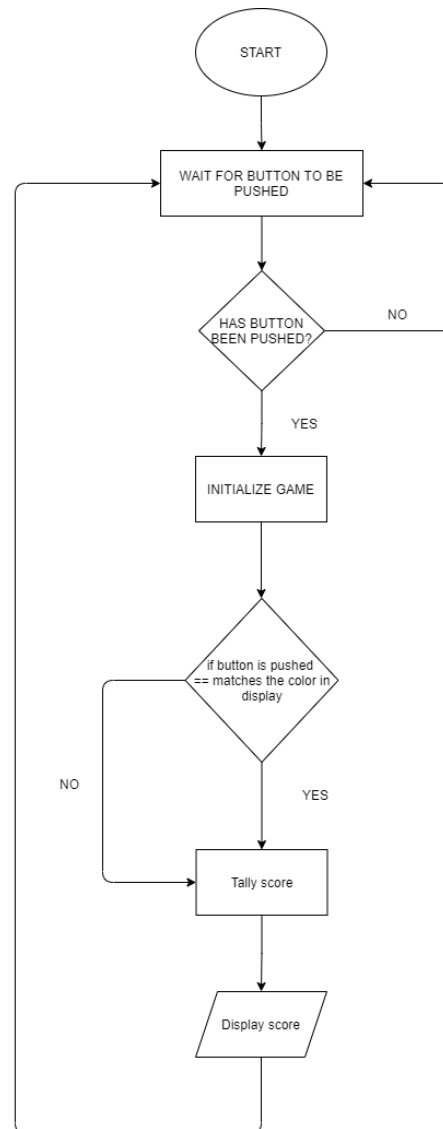 START
WAIT FOR BUTTON TO BE
PUSHED
HAS BUTTON
BEEN PUSHED?
NO
YES
INITIALIZE GAME
if button is pushed
== matches the color in
display
NO
YES
Tally score
Display score